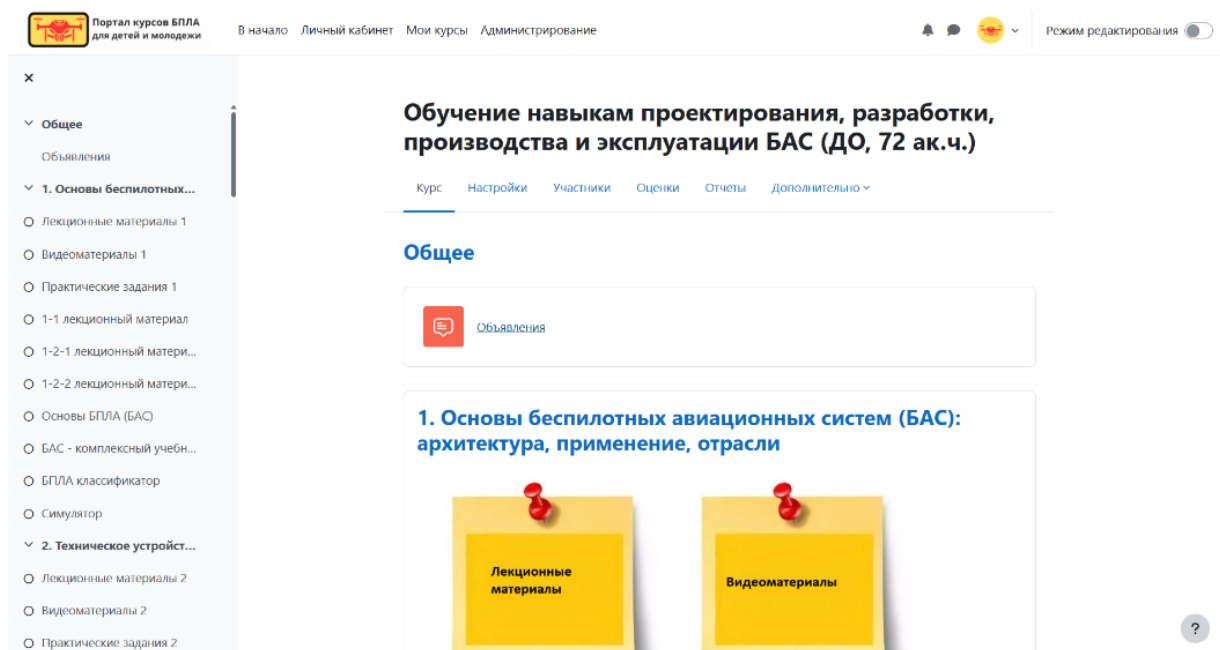 Портал курсов БПЛА
для детей и молодежи
В начало Личный кабинет Мои курсы Администрирование
Режим редактирования
Общее
Объявления
1. Основы беспилотных...
Лекционные материалы 1
Видеоматериалы 1
Практические задания 1
1-1 лекционный материал
1-2-1 лекционный матери...
1-2-2 лекционный матери...
Основы БПЛА (БАС)
БАС - комплексный учебн...
БПЛА классификатор
Симулятор
2. Техническое устройст...
Лекционные материалы 2
Видеоматериалы 2
Практические задания 2
Обучение навыкам проектирования, разработки,
производства и эксплуатации БАС (ДО, 72 ак.ч.)
Курс Настройки Участники Оценки Отчеты Дополнительно
Общее
Объявления
1. Основы беспилотных авиационных систем (БАС):
архитектура, применение, отрасли
Лекционные
материалы
Видеоматериалы
?